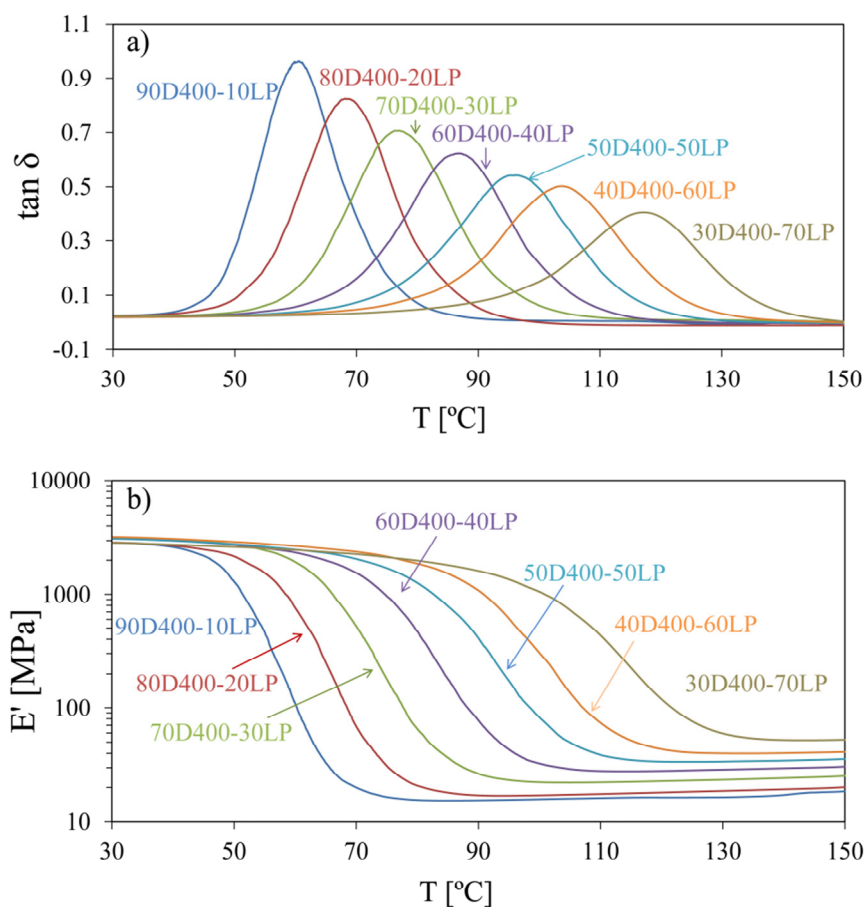 a)
1.1
0.9
0.7
0.5
0.3
0.1
-0.1
tan δ
90D400-10LP
80D400-20LP
70D400-30LP
60D400-40LP
50D400-50LP
40D400-60LP
30D400-70LP
30 50 70 90 110 130 150
T [ºC]
b)
10000
1000
100
10
E' [MPa]
60D400-40LP
50D400-50LP
90D400-10LP
40D400-60LP
80D400-20LP
30D400-70LP
70D400-30LP
30 50 70 90 110 130 150
T [ºC]